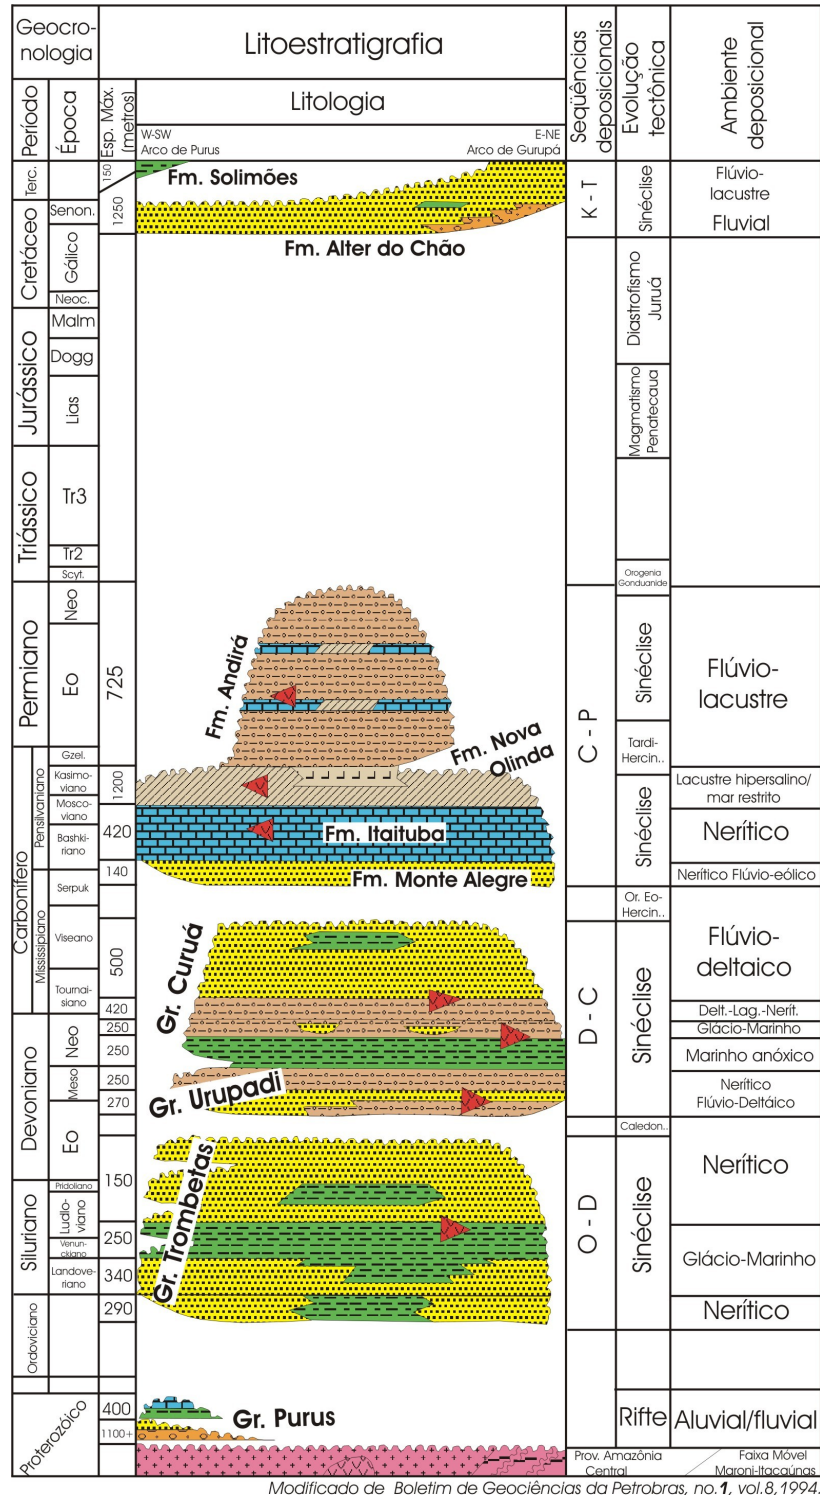 Geocro-
nologia
Litoestratigrafia
Seqüências
deposicionais
Evolução
tectônica
Ambiente
deposicional
Período
Época
Esp. Máx.
(metros)
Litologia
W-SW
Arco de Purus
E-NE
Arco de Gurupá
Terc.
Cretáceo
Jurássico
Triássico
Permiano
Carbonífero
Pensilvaniano
Mississipiano
Devoniano
Siluriano
Ordoviciano
Proterozóico
Senon.
Gálico
Neoc.
Malm
Dogg
Lias
Tr3
Tr2
Scyt.
Neo
Eo
Gzel.
Kasimo-
viano
Mosco-
viano
Bashki-
riano
Serpuk
Viseano
Tournai-
siano
Neo
Meso
Eo
Pridoliano
Ludlo-
viano
Venun-
ckiano
Landove-
riano
150
1250
725
1200
420
140
500
420
250
250
250
270
150
250
340
290
400
1100+
Fm. Solimões
Fm. Alter do Chão
Fm. Andirá
Fm. Nova
Olinda
Fm. Itaituba
Fm. Monte Alegre
Gr. Curuá
Gr. Urupadi
Gr. Trombetas
Gr. Purus
K - T
C - P
D - C
O - D
Sinéclise
Diastrofismo
Juruá
Magmatismo
Penatecaua
Orogenia
Gonduanide
Sinéclise
Tardi-
Hercin..
Sinéclise
Or. Eo-
Hercin..
Sinéclise
Caledon..
Sinéclise
Rifte
Flúvio-
lacustre
Fluvial
Flúvio-
lacustre
Lacustre hipersalino/
mar restrito
Nerítico
Nerítico Flúvio-eólico
Flúvio-
deltaico
Delt.-Lag.-Nerít.
Glácio-Marinho
Marinho anóxico
Nerítico
Flúvio-Deltáico
Nerítico
Glácio-Marinho
Nerítico
Aluvial/fluvial
Prov. Amazônia
Central
Faixa Móvel
Maroni-Itacaúnas
Modificado de Boletim de Geociências da Petrobras, no.1, vol.8,1994.